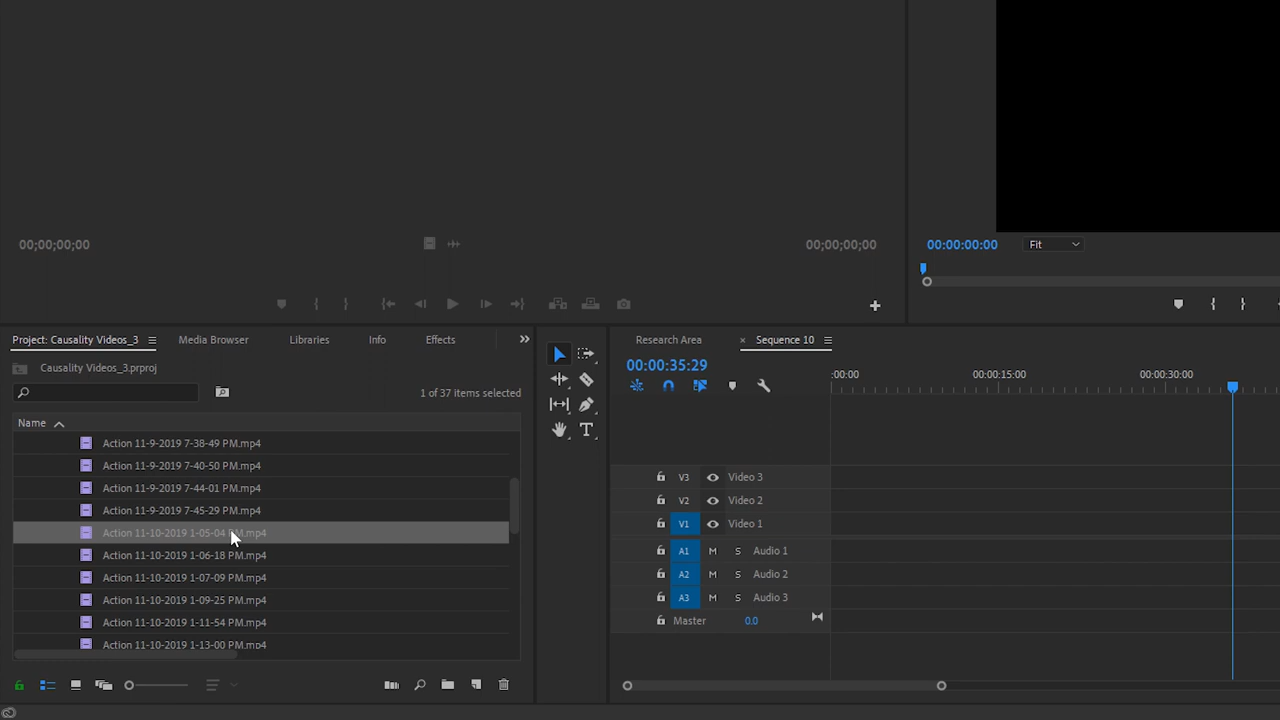 00;00;00;00
00;00;00;00
00:00:00:00
Fit
Project: Causality Videos_3
Media Browser
Libraries
Info
Effects
Causality Videos_3.prproj
1 of 37 items selected
Name
Action 11-9-2019 7-38-49 PM.mp4
Action 11-9-2019 7-40-50 PM.mp4
Action 11-9-2019 7-44-01 PM.mp4
Action 11-9-2019 7-45-29 PM.mp4
Action 11-10-2019 1-05-04 PM.mp4
Action 11-10-2019 1-06-18 PM.mp4
Action 11-10-2019 1-07-09 PM.mp4
Action 11-10-2019 1-09-25 PM.mp4
Action 11-10-2019 1-11-54 PM.mp4
Action 11-10-2019 1-13-00 PM.mp4
Research Area
Sequence 10
00:00:35:29
:00:00
00:00:15:00
00:00:30:00
V3 Video 3
V2 Video 2
V1 Video 1
A1 M S Audio 1
A2 M S Audio 2
A3 M S Audio 3
Master 0.0